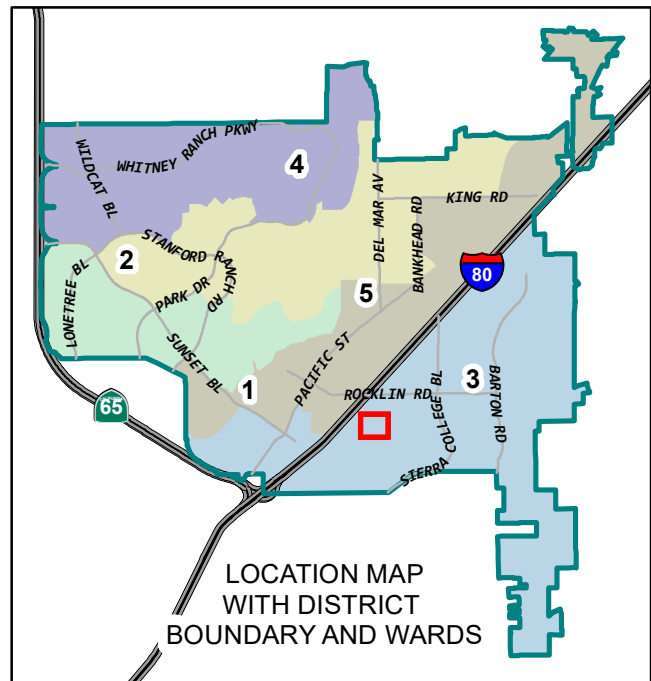 WHITNEY RANCH PKWY
WILDCAT BL
4
KING RD
DEL MAR AV
BANKHEAD RD
STANFORD RANCH RD
2
80
LONETREE BL
PARK DR
5
SUNSET BL
PACIFIC ST
1
ROCKLIN RD
3
SIERRA COLLEGE BL
BARTON RD
65
LOCATION MAP
WITH DISTRICT
BOUNDARY AND WARDS